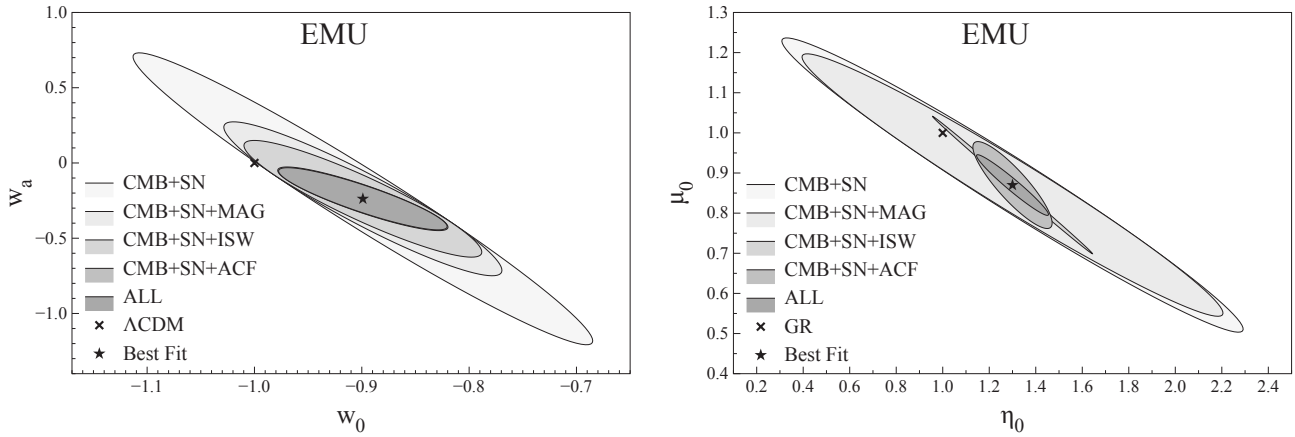 EMU
1.0
0.5
0
−0.5
−1.0
w_a
CMB+SN
CMB+SN+MAG
CMB+SN+ISW
CMB+SN+ACF
ALL
ΛCDM
Best Fit
−1.1
−1.0
−0.9
−0.8
−0.7
w_0
EMU
1.3
1.2
1.1
1.0
0.9
0.8
0.7
0.6
0.5
0.4
μ_0
CMB+SN
CMB+SN+MAG
CMB+SN+ISW
CMB+SN+ACF
ALL
GR
Best Fit
0.2
0.4
0.6
0.8
1.0
1.2
1.4
1.6
1.8
2.0
2.2
2.4
η_0